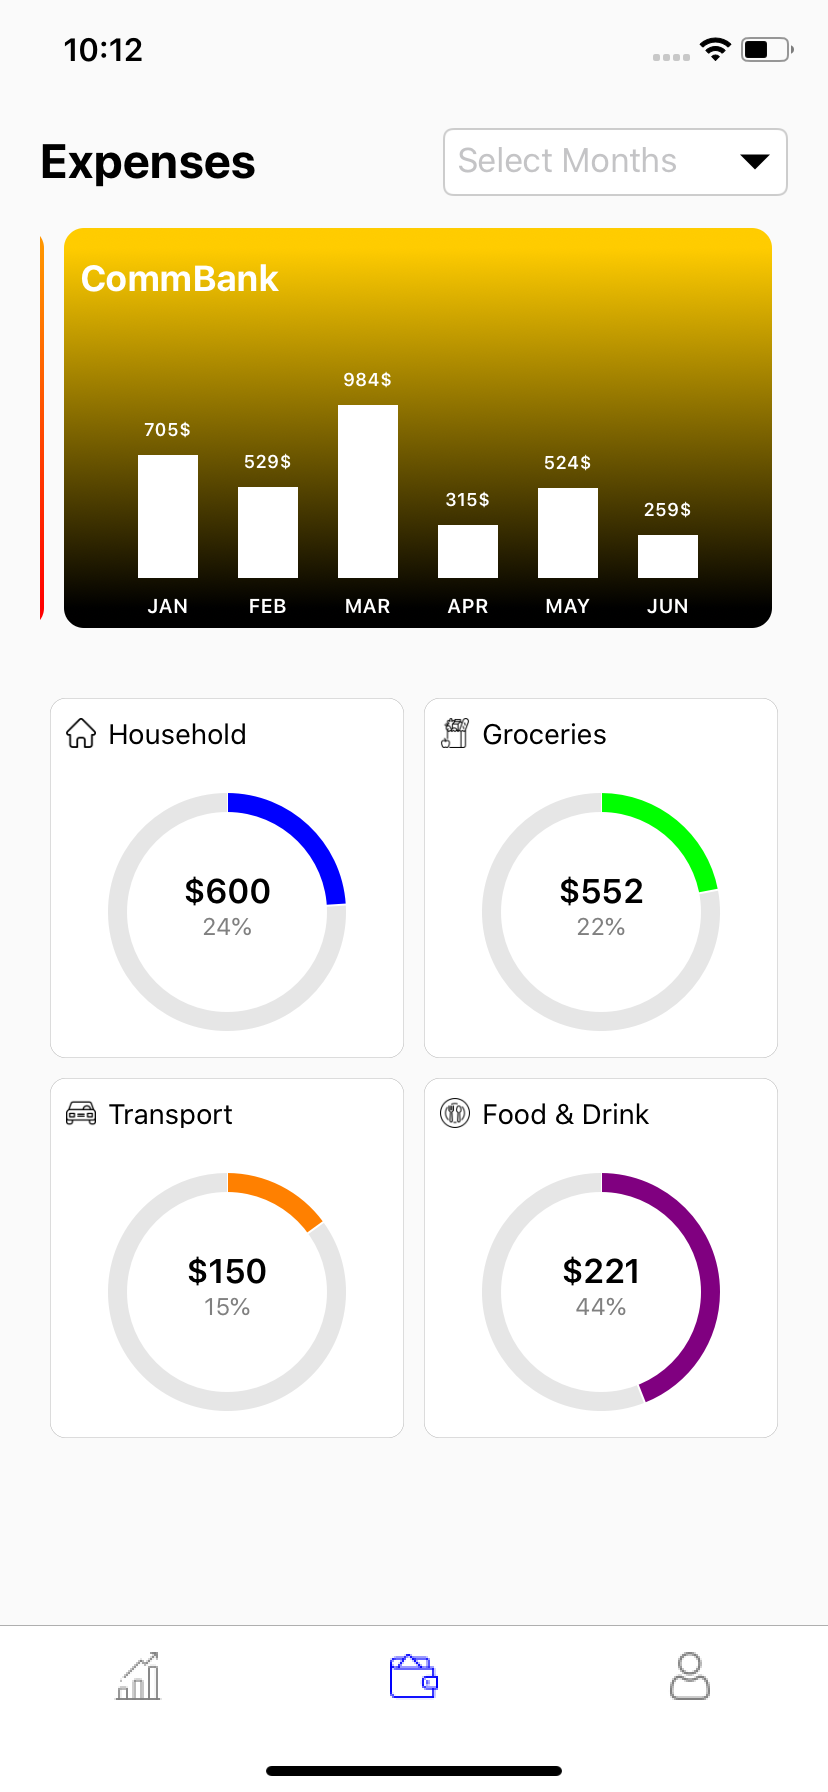 10:12
Expenses
Select Months
CommBank
984$
705$
529$
524$
315$
259$
JAN FEB MAR APR MAY JUN
Household
$600
24%
Groceries
$552
22%
Transport
$150
15%
Food & Drink
$221
44%